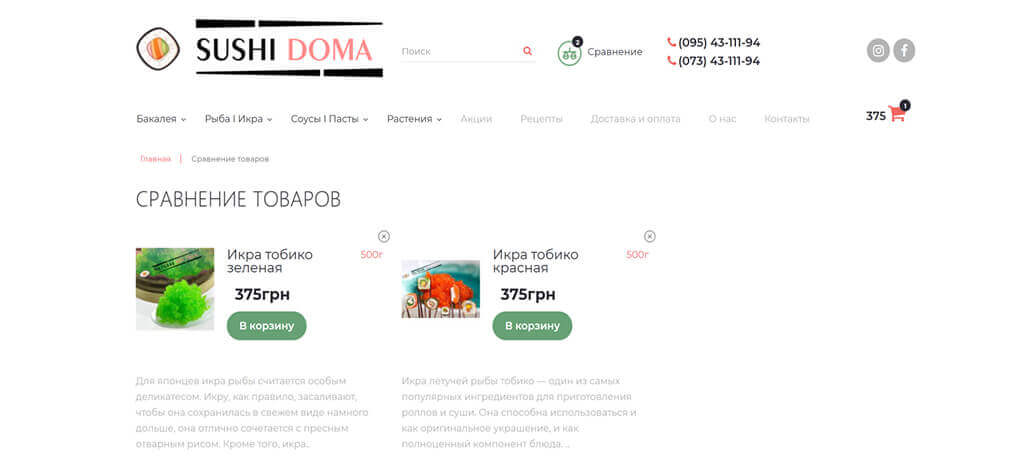 SUSHI DOMA
Поиск
2
Сравнение
(095) 43-111-94
(073) 43-111-94
Бакалея
Рыба I Икра
Соусы I Пасты
Растения
Акции
Рецепты
Доставка и оплата
О нас
Контакты
375
1
Главная | Сравнение товаров
СРАВНЕНИЕ ТОВАРОВ
Икра тобико
зеленая
500г
375грн
В корзину
Икра тобико
красная
500г
375грн
В корзину
Для японцев икра рыбы считается особым
деликатесом. Икру, как правило, засаливают,
чтобы она сохранилась в свежем виде намного
дольше, она отлично сочетается с пресным
отварным рисом. Кроме того, икра..
Икра летучей рыбы тобико — один из самых
популярных ингредиентов для приготовления
роллов и суши. Она способна использоваться и
как оригинальное украшение, и как
полноценный компонент блюда. ..